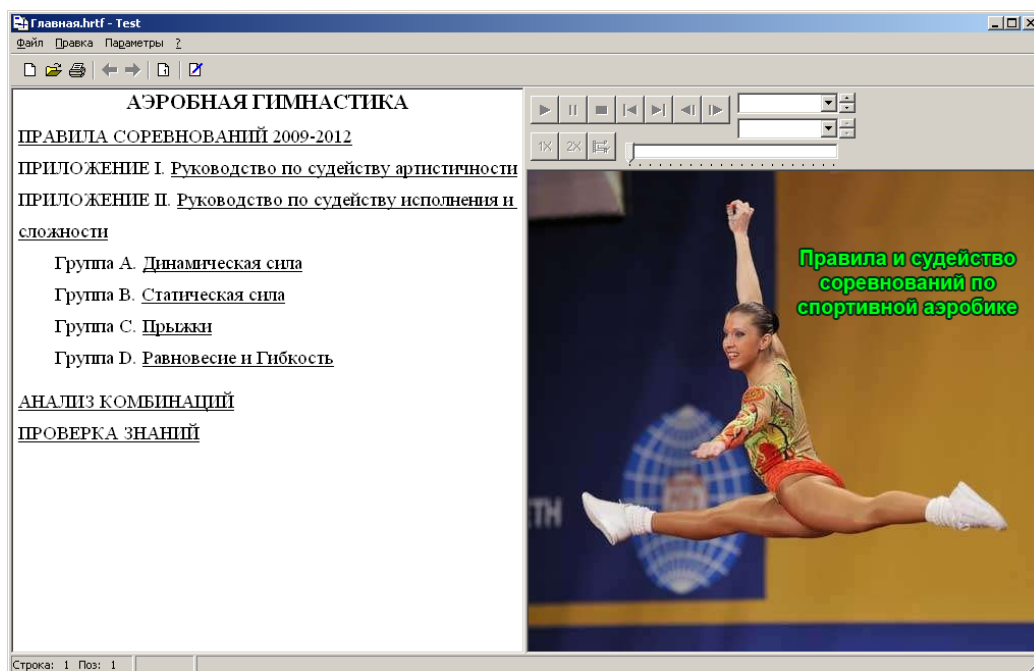 Главная.hrtf - Test
Файл Правка Параметры ?
АЭРОБНАЯ ГИМНАСТИКА
ПРАВИЛА СОРЕВНОВАНИЙ 2009-2012
ПРИЛОЖЕНИЕ I. Руководство по судейству артистичности
ПРИЛОЖЕНИЕ II. Руководство по судейству исполнения и
сложности
Группа A. Динамическая сила
Группа B. Статическая сила
Группа C. Прыжки
Группа D. Равновесие и Гибкость
АНАЛИЗ КОМБИНАЦИЙ
ПРОВЕРКА ЗНАНИЙ
1X 2X
Правила и судейство
соревнований по
спортивной аэробике
ETH
Строка: 1 Поз: 1